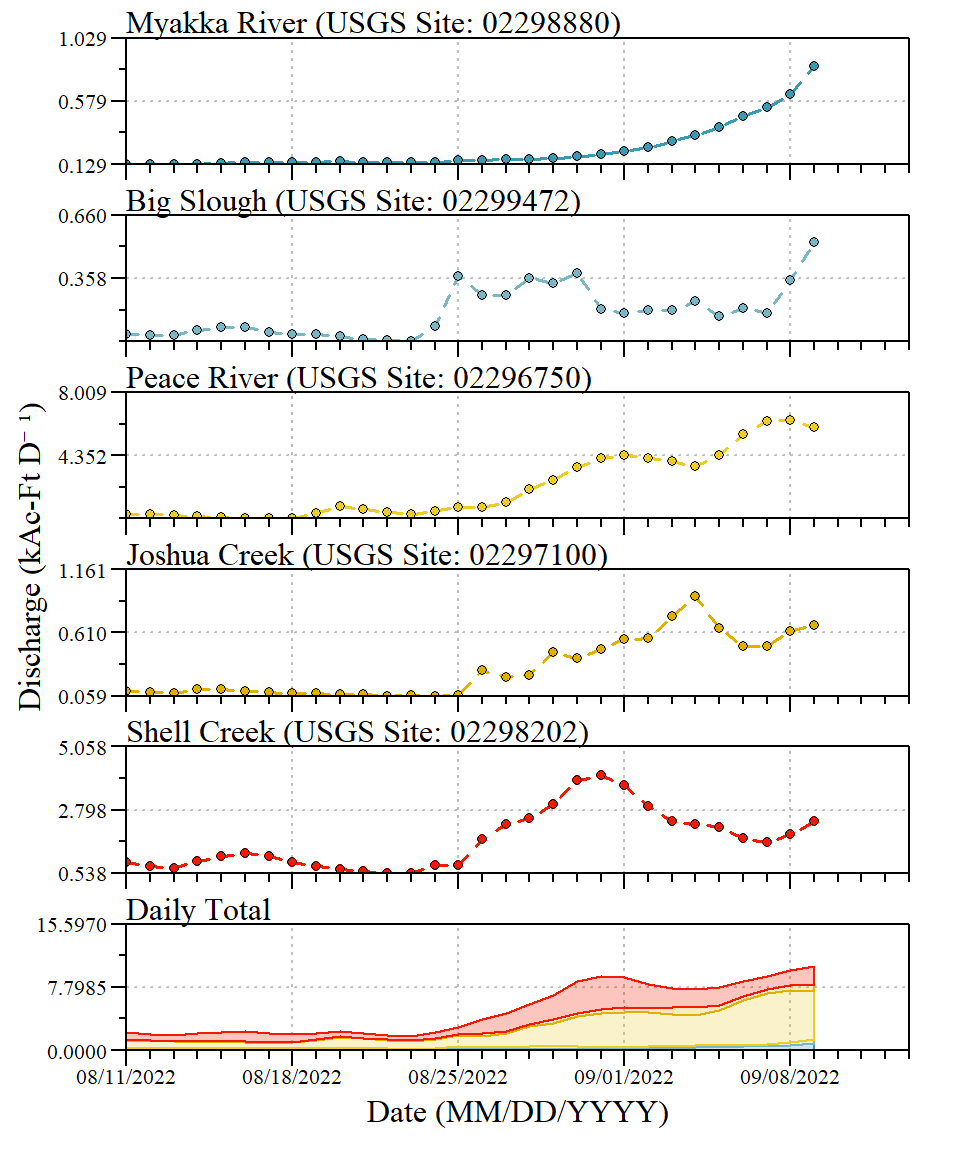 Myakka River (USGS Site: 02298880)
1.029
0.579
0.129
Big Slough (USGS Site: 02299472)
0.660
0.358
Peace River (USGS Site: 02296750)
8.009
4.352
Joshua Creek (USGS Site: 02297100)
1.161
0.610
0.059
Shell Creek (USGS Site: 02298202)
5.058
2.798
0.538
Daily Total
15.5970
7.7985
0.0000
08/11/2022 08/18/2022 08/25/2022 09/01/2022 09/08/2022
Date (MM/DD/YYYY)
Discharge (kAc-Ft D⁻¹)